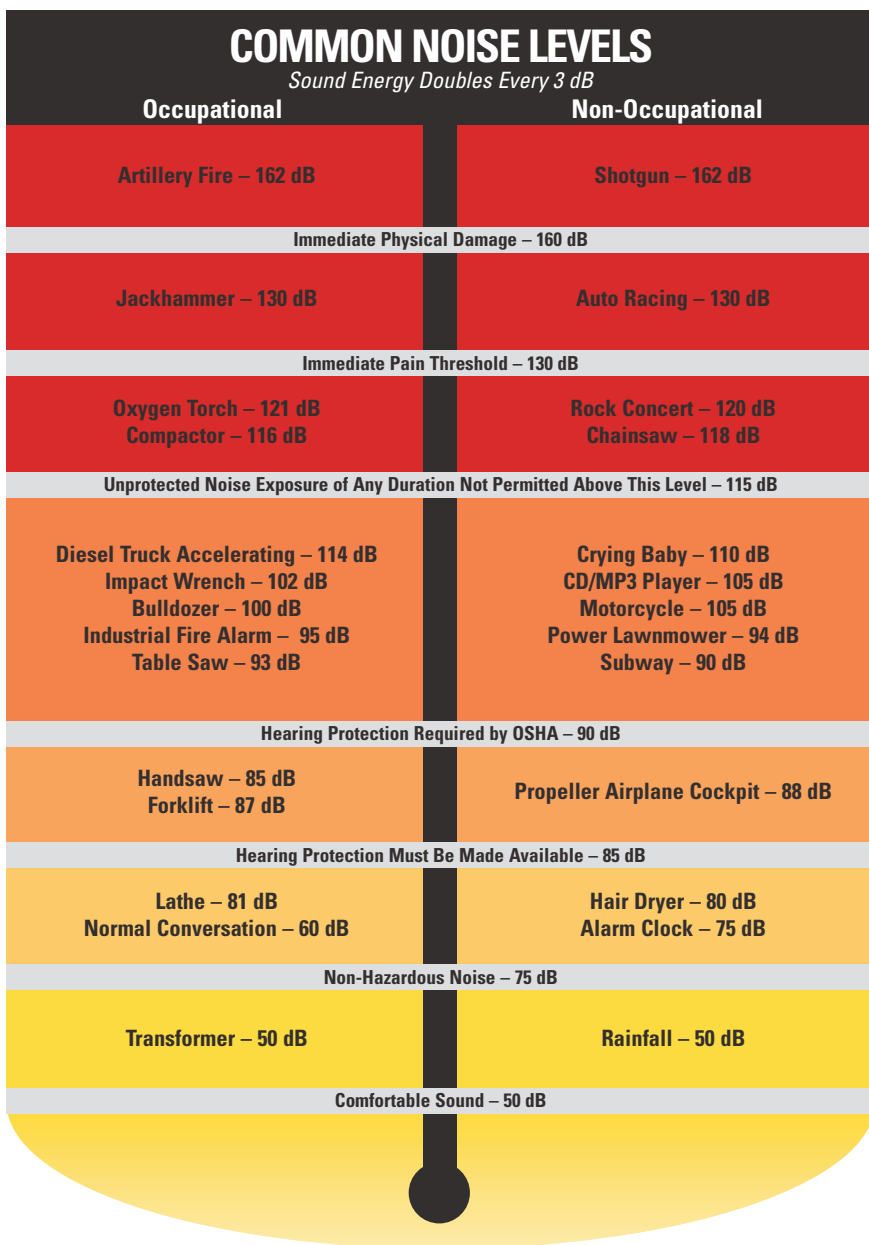 COMMON NOISE LEVELS
Sound Energy Doubles Every 3 dB
Occupational
Non-Occupational
Artillery Fire – 162 dB
Shotgun – 162 dB
Immediate Physical Damage – 160 dB
Jackhammer – 130 dB
Auto Racing – 130 dB
Immediate Pain Threshold – 130 dB
Oxygen Torch – 121 dB
Compactor – 116 dB
Rock Concert – 120 dB
Chainsaw – 118 dB
Unprotected Noise Exposure of Any Duration Not Permitted Above This Level – 115 dB
Diesel Truck Accelerating – 114 dB
Impact Wrench – 102 dB
Bulldozer – 100 dB
Industrial Fire Alarm – 95 dB
Table Saw – 93 dB
Crying Baby – 110 dB
CD/MP3 Player – 105 dB
Motorcycle – 105 dB
Power Lawnmower – 94 dB
Subway – 90 dB
Hearing Protection Required by OSHA – 90 dB
Handsaw – 85 dB
Forklift – 87 dB
Propeller Airplane Cockpit – 88 dB
Hearing Protection Must Be Made Available – 85 dB
Lathe – 81 dB
Normal Conversation – 60 dB
Hair Dryer – 80 dB
Alarm Clock – 75 dB
Non-Hazardous Noise – 75 dB
Transformer – 50 dB
Rainfall – 50 dB
Comfortable Sound – 50 dB